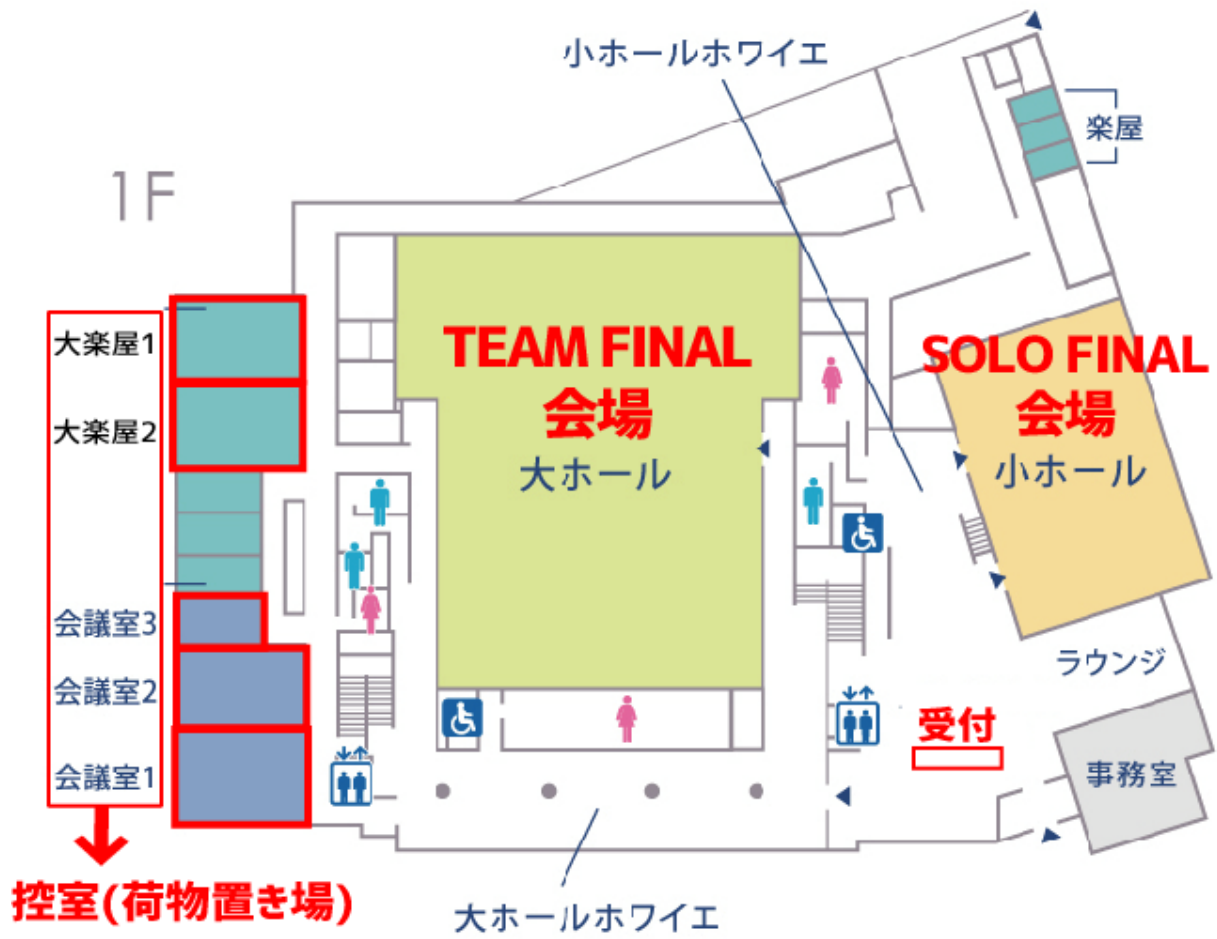 小ホールホワイエ
楽屋
1F
大楽屋1
大楽屋2
会議室3
会議室2
会議室1
控室(荷物置き場)
TEAM FINAL
会場
大ホール
SOLO FINAL
会場
小ホール
ラウンジ
受付
事務室
大ホールホワイエ